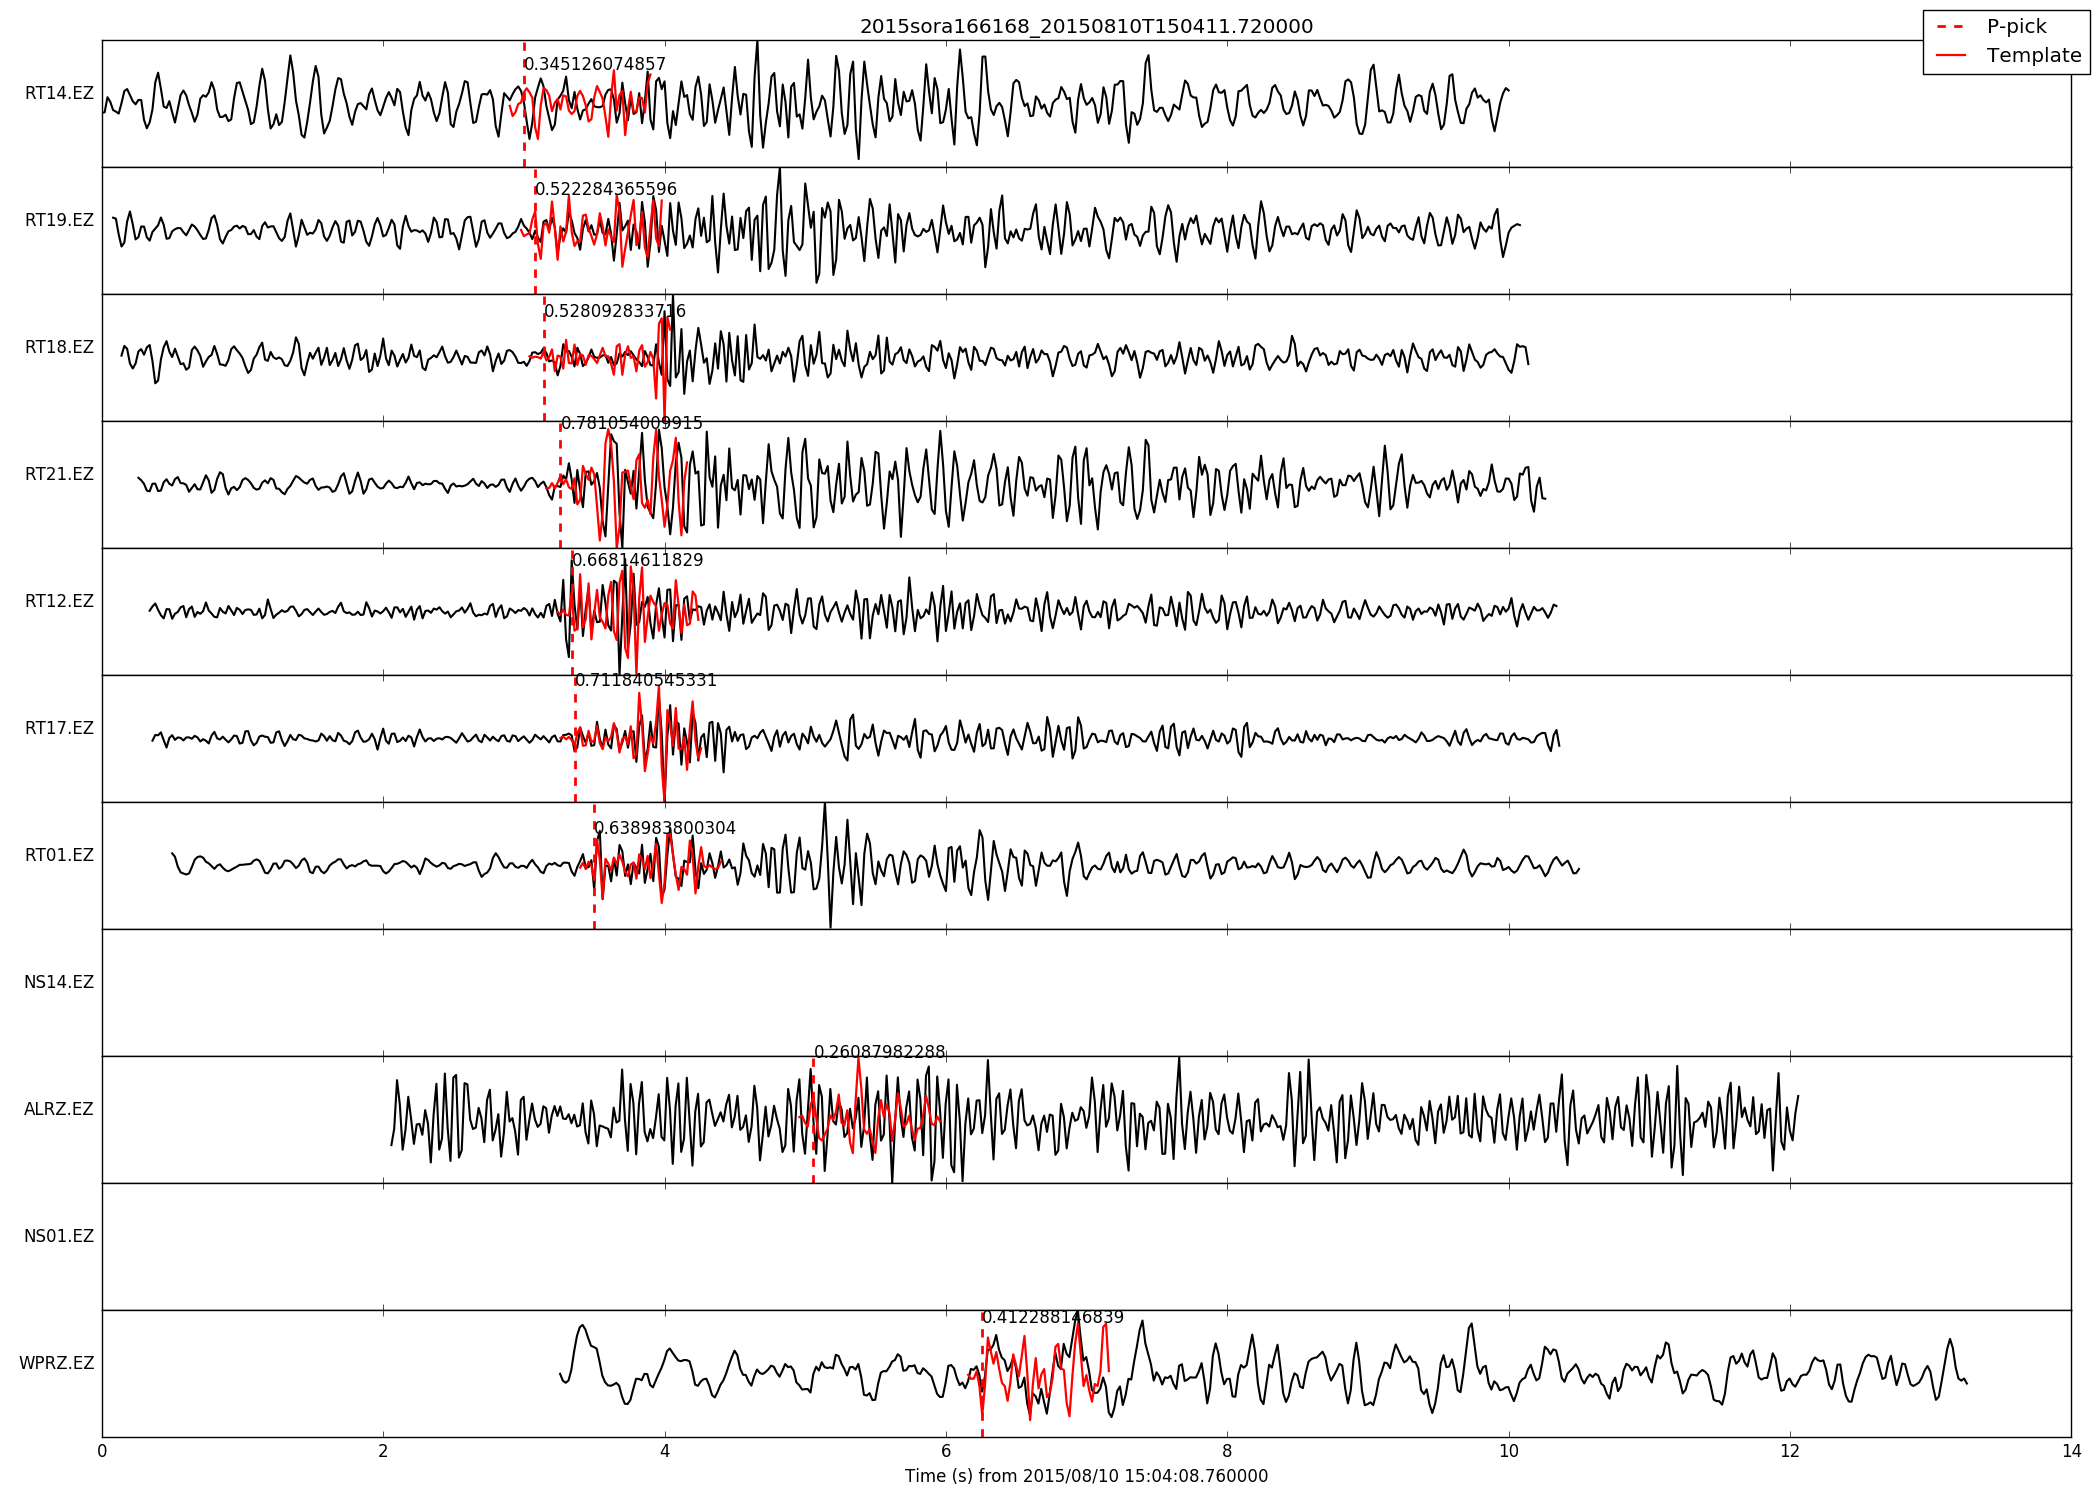 2015sora166168_20150810T150411.720000
P-pick
Template
RT14.EZ
0.345126074857
RT19.EZ
0.522284365596
RT18.EZ
0.528092833716
RT21.EZ
0.781054009915
RT12.EZ
0.66814611829
RT17.EZ
0.711840545331
RT01.EZ
0.638983800304
NS14.EZ
ALRZ.EZ
0.26087982288
NS01.EZ
WPRZ.EZ
0.412288146839
0 2 4 6 8 10 12 14
Time (s) from 2015/08/10 15:04:08.760000